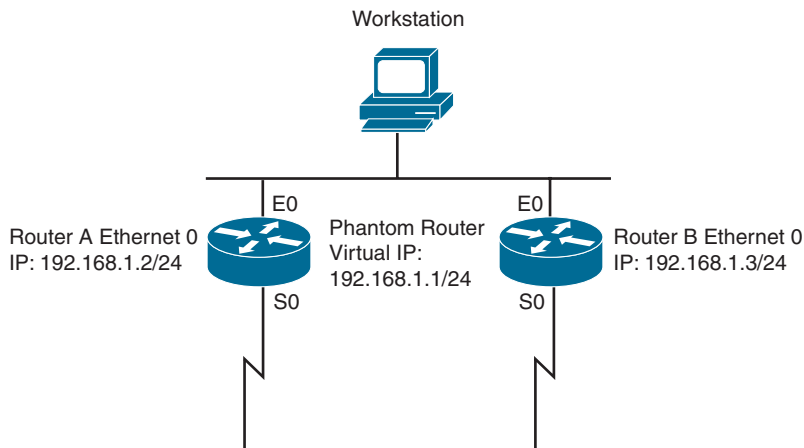 Workstation
E0
E0
Router A Ethernet 0
IP: 192.168.1.2/24
Phantom Router
Virtual IP:
192.168.1.1/24
Router B Ethernet 0
IP: 192.168.1.3/24
S0
S0